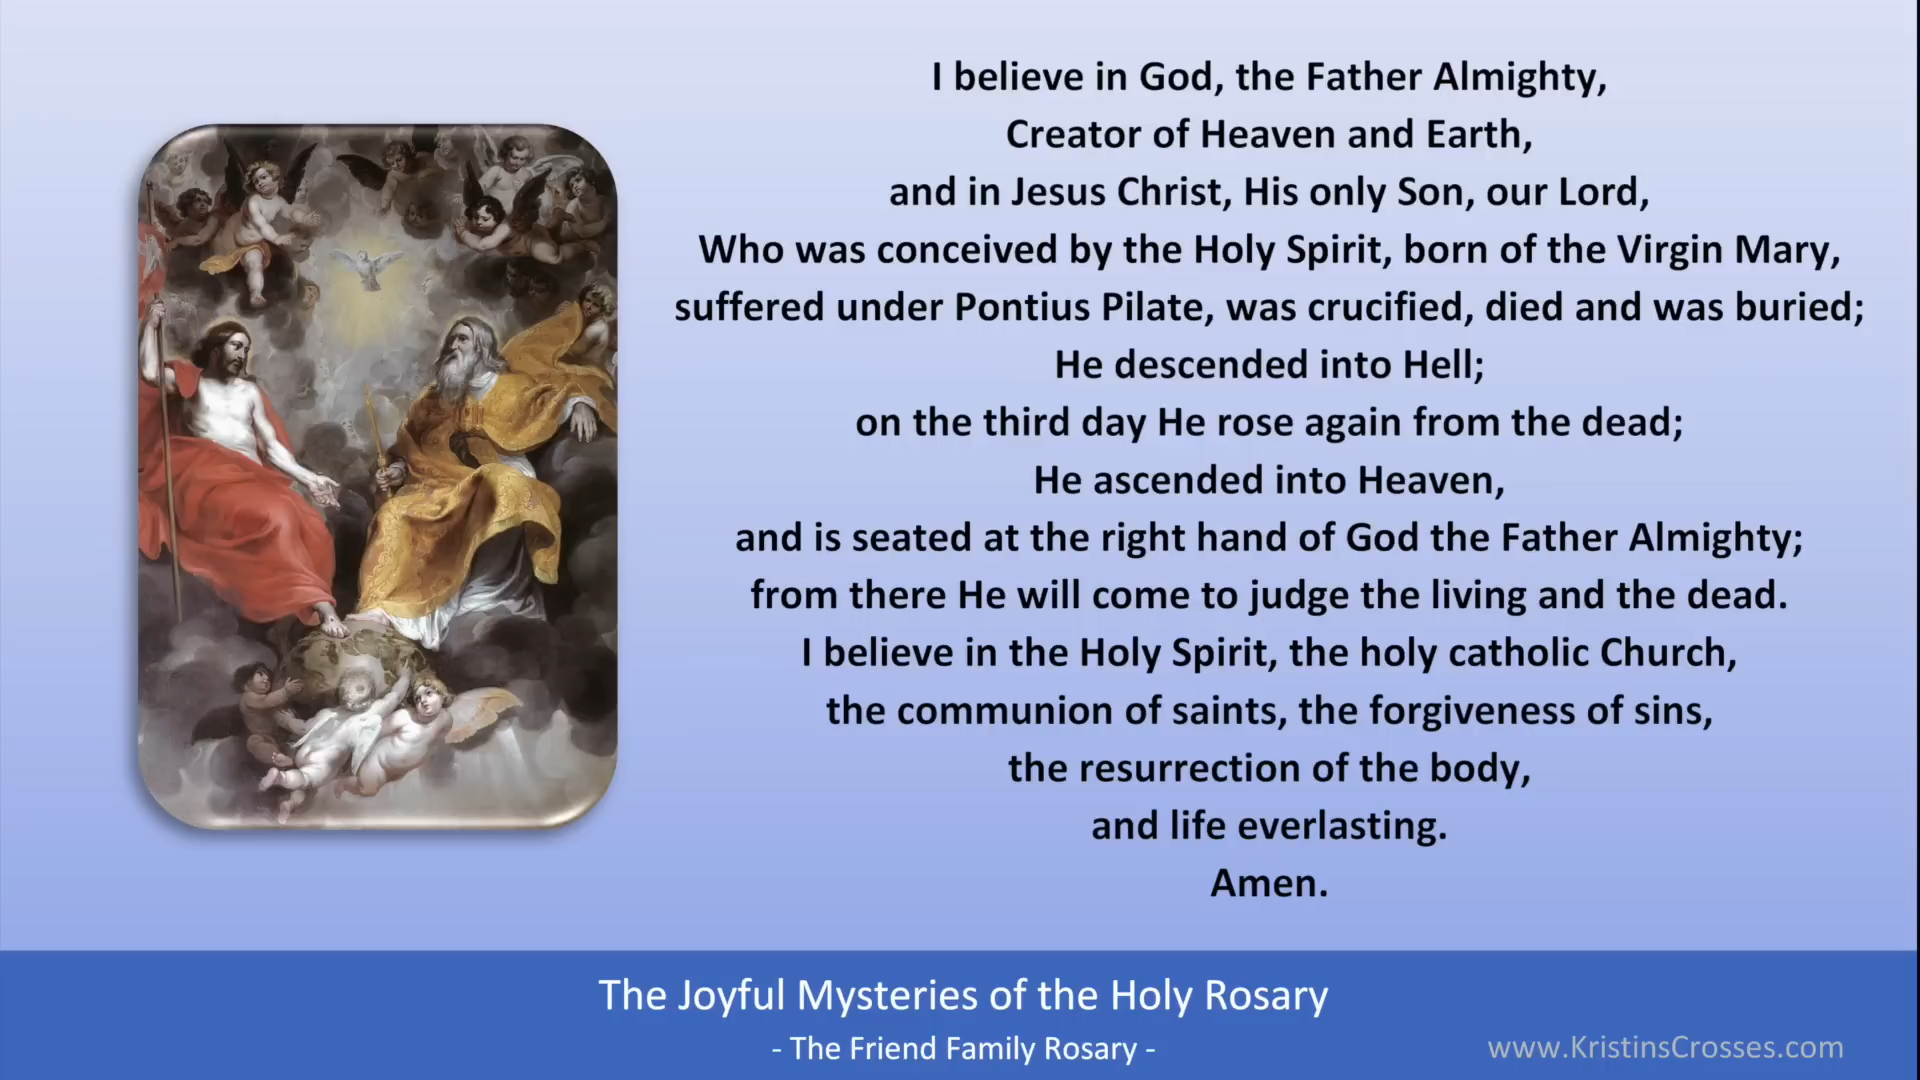 I believe in God, the Father Almighty,
Creator of Heaven and Earth,
and in Jesus Christ, His only Son, our Lord,
Who was conceived by the Holy Spirit, born of the Virgin Mary,
suffered under Pontius Pilate, was crucified, died and was buried;
He descended into Hell;
on the third day He rose again from the dead;
He ascended into Heaven,
and is seated at the right hand of God the Father Almighty;
from there He will come to judge the living and the dead.
I believe in the Holy Spirit, the holy catholic Church,
the communion of saints, the forgiveness of sins,
the resurrection of the body,
and life everlasting.
Amen.
The Joyful Mysteries of the Holy Rosary
- The Friend Family Rosary -
www.KristinsCrosses.com